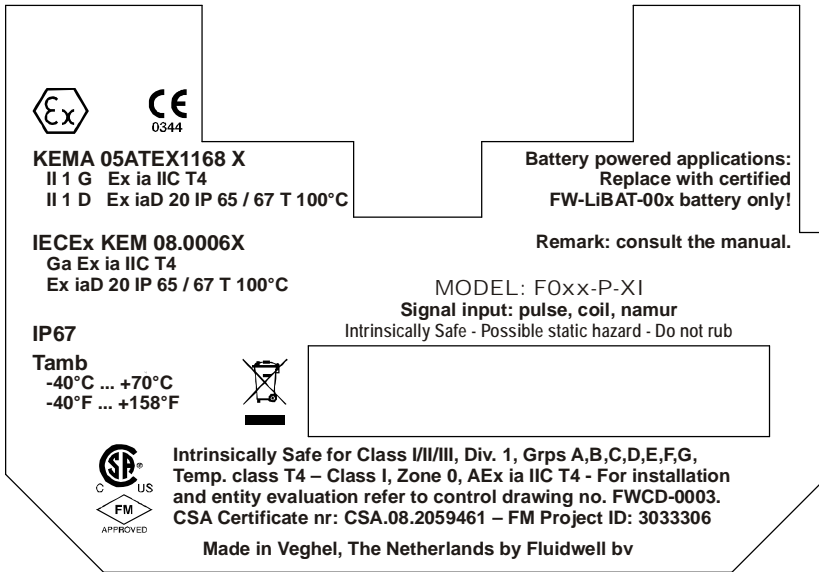 Ex
CE
0344
KEMA 05ATEX1168 X
II 1 G Ex ia IIC T4
II 1 D Ex iaD 20 IP 65 / 67 T 100°C
Battery powered applications:
Replace with certified
FW-LiBAT-00x battery only!
IECEx KEM 08.0006X
Ga Ex ia IIC T4
Ex iaD 20 IP 65 / 67 T 100°C
Remark: consult the manual.
MODEL: F0xx-P-XI
Signal input: pulse, coil, namur
Intrinsically Safe - Possible static hazard - Do not rub
IP67
Tamb
-40°C ... +70°C
-40°F ... +158°F
SA ®
C US
FM
APPROVED
Intrinsically Safe for Class I/II/III, Div. 1, Grps A,B,C,D,E,F,G,
Temp. class T4 – Class I, Zone 0, AEx ia IIC T4 - For installation
and entity evaluation refer to control drawing no. FWCD-0003.
CSA Certificate nr: CSA.08.2059461 – FM Project ID: 3033306
Made in Veghel, The Netherlands by Fluidwell bv